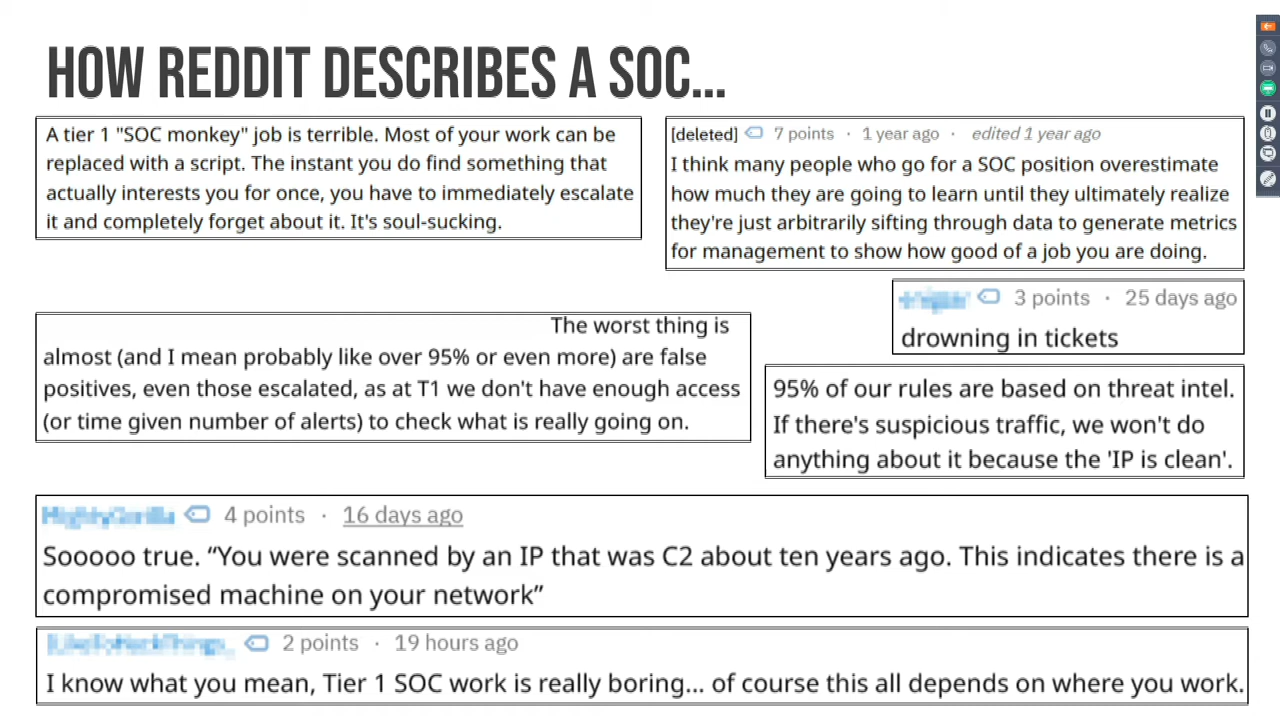 HOW REDDIT DESCRIBES A SOC...
A tier 1 "SOC monkey" job is terrible. Most of your work can be
replaced with a script. The instant you do find something that
actually interests you for once, you have to immediately escalate
it and completely forget about it. It's soul-sucking.
[deleted] 7 points · 1 year ago · edited 1 year ago
I think many people who go for a SOC position overestimate
how much they are going to learn until they ultimately realize
they're just arbitrarily sifting through data to generate metrics
for management to show how good of a job you are doing.
3 points · 25 days ago
drowning in tickets
The worst thing is
almost (and I mean probably like over 95% or even more) are false
positives, even those escalated, as at T1 we don't have enough access
(or time given number of alerts) to check what is really going on.
95% of our rules are based on threat intel.
If there's suspicious traffic, we won't do
anything about it because the 'IP is clean'.
4 points · 16 days ago
Sooooo true. “You were scanned by an IP that was C2 about ten years ago. This indicates there is a
compromised machine on your network”
2 points · 19 hours ago
I know what you mean, Tier 1 SOC work is really boring... of course this all depends on where you work.